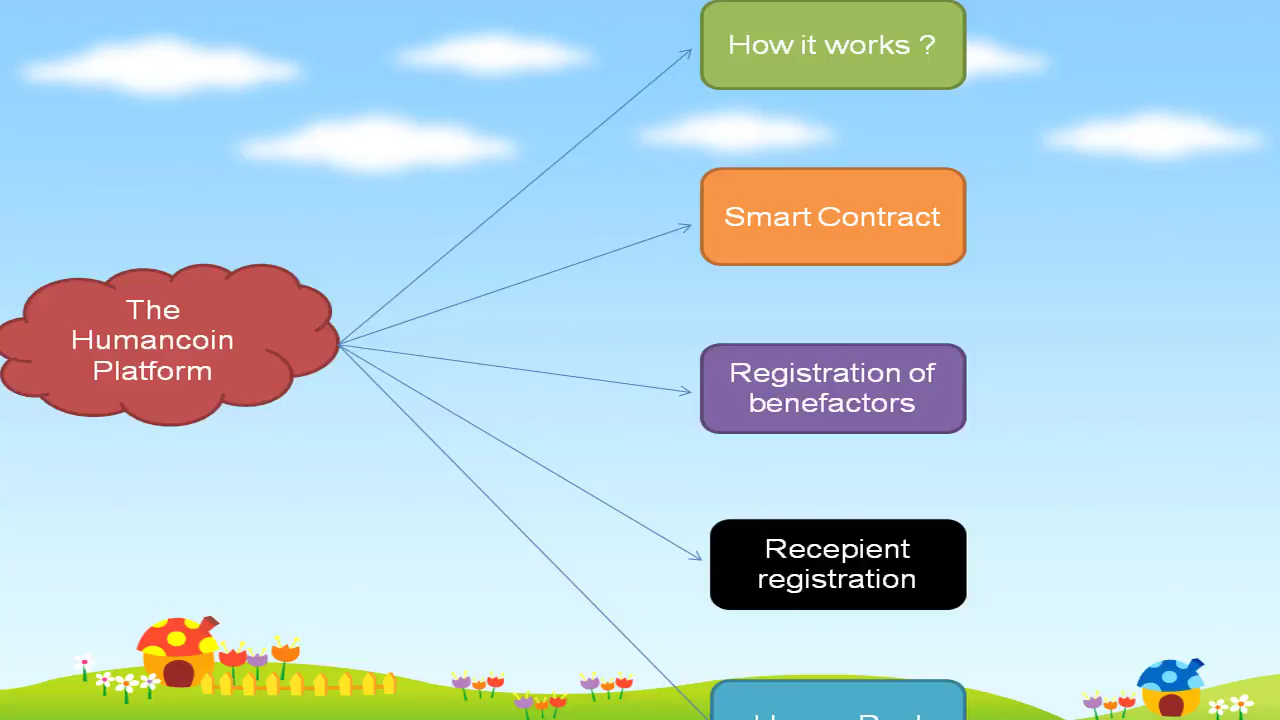 How it works ?
Smart Contract
The
Humancoin
Platform
Registration of
benefactors
Recepient
registration